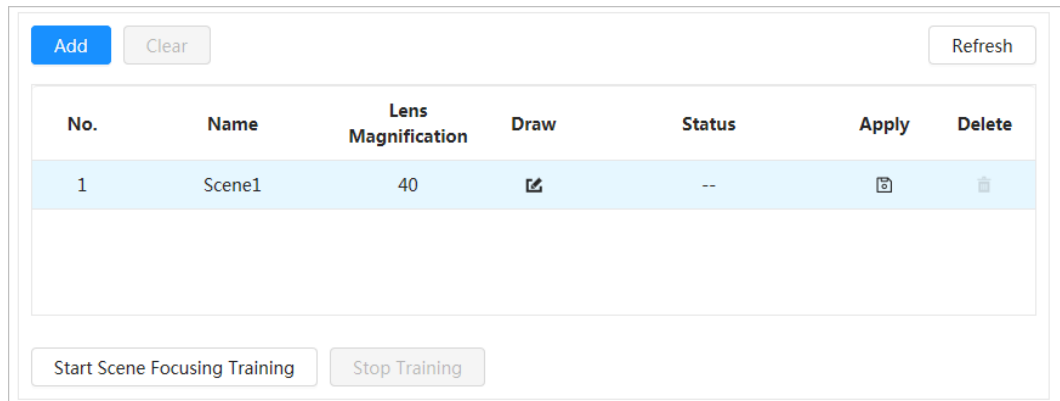 Add Clear Refresh
No. Name Lens Magnification Draw Status Apply Delete
1 Scene1 40 --
Start Scene Focusing Training Stop Training